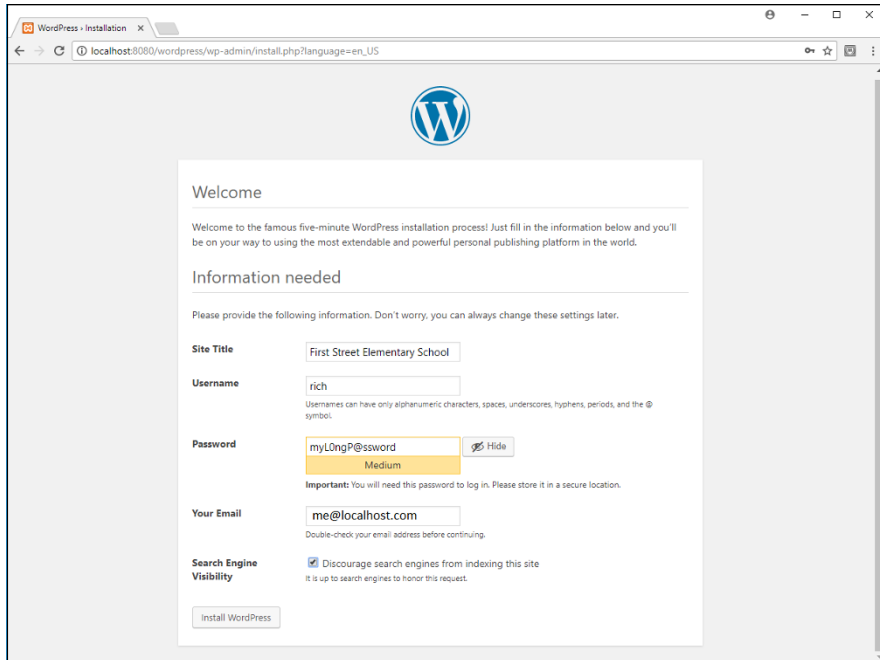 WordPress › Installation
localhost:8080/wordpress/wp-admin/install.php?language=en_US
Welcome
Welcome to the famous five-minute WordPress installation process! Just fill in the information below and you'll
be on your way to using the most extendable and powerful personal publishing platform in the world.
Information needed
Please provide the following information. Don't worry, you can always change these settings later.
Site Title
First Street Elementary School
Username
rich
Usernames can have only alphanumeric characters, spaces, underscores, hyphens, periods, and the @
symbol.
Password
myL0ngP@ssword
Hide
Medium
Important: You will need this password to log in. Please store it in a secure location.
Your Email
me@localhost.com
Double-check your email address before continuing.
Search Engine
Visibility
Discourage search engines from indexing this site
It is up to search engines to honor this request.
Install WordPress